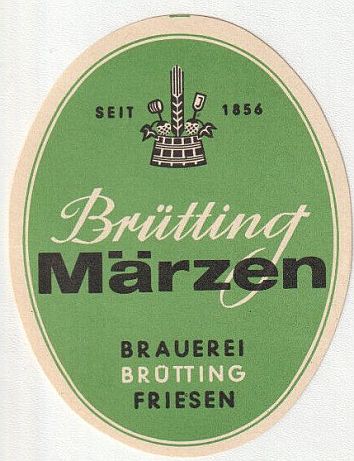 SEIT 1856
Brütting
Märzen
BRAUEREI
BRÜTTING
FRIESEN